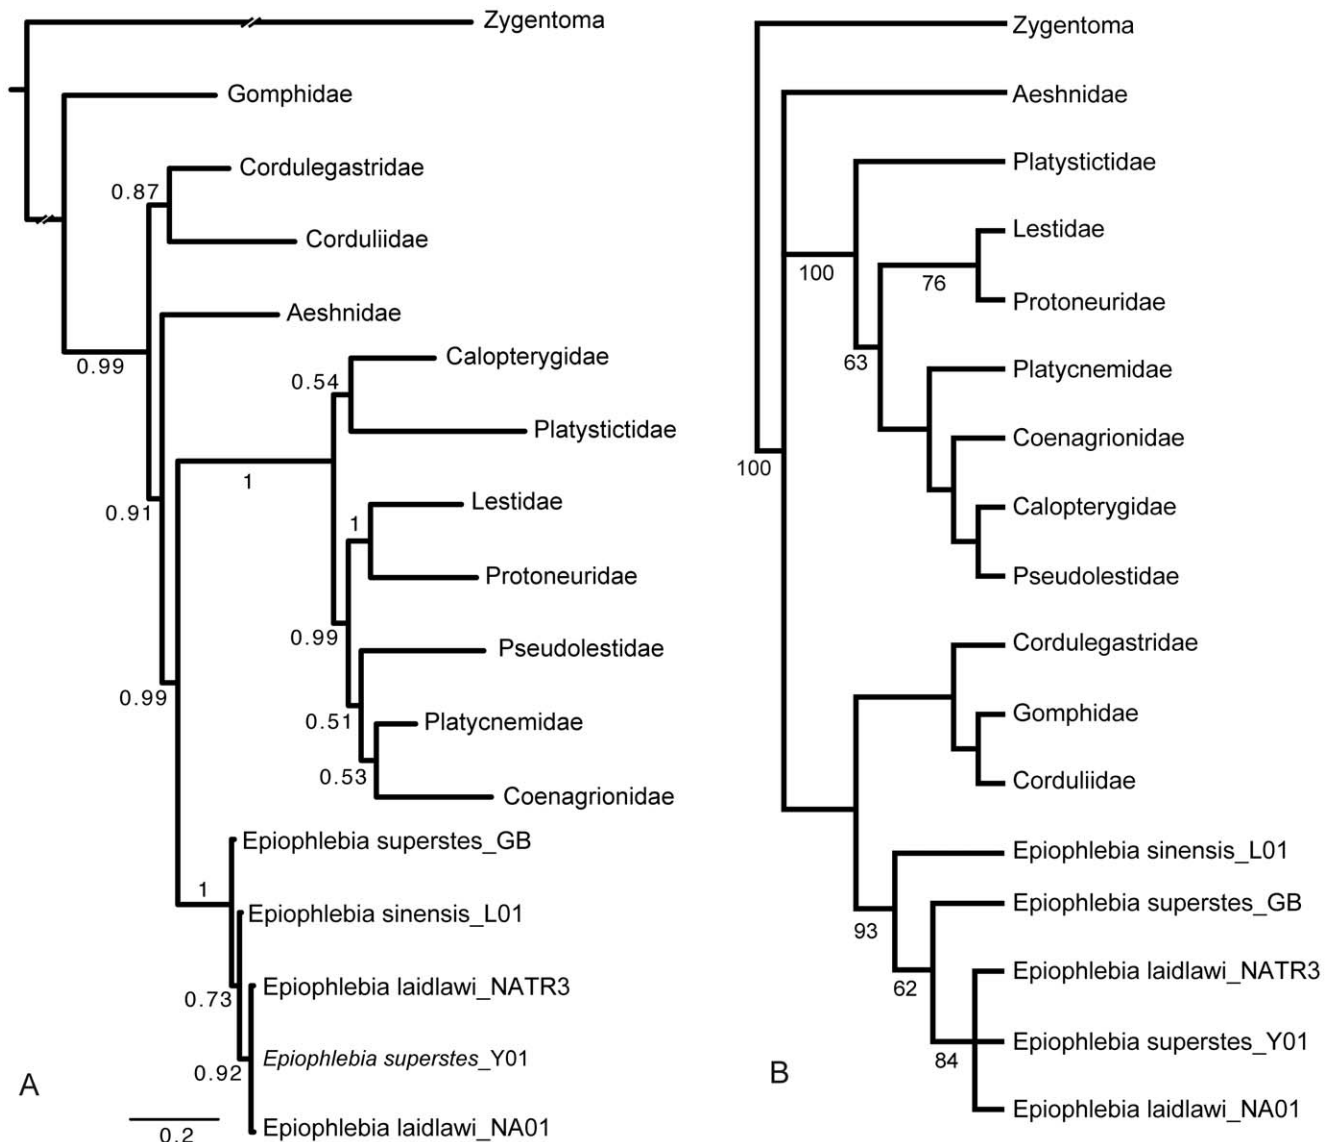 Zygentoma
Gomphidae
Cordulegastridae
0.87
Corduliidae
Aeshnidae
0.99
Calopterygidae
0.54
Platystictidae
1
Lestidae
0.91
1
Protoneuridae
0.99
Pseudolestidae
0.99
0.51
Platycnemidae
0.53
Coenagrionidae
Epiophlebia superstes_GB
1
Epiophlebia sinensis_L01
Epiophlebia laidlawi_NATR3
0.73
Epiophlebia superstes_Y01
0.92
A
Epiophlebia laidlawi_NA01
0.2
Zygentoma
Aeshnidae
Platystictidae
Lestidae
100
76
Protoneuridae
63
Platycnemidae
Coenagrionidae
100
Calopterygidae
Pseudolestidae
Cordulegastridae
Gomphidae
Corduliidae
Epiophlebia sinensis_L01
Epiophlebia superstes_GB
93
Epiophlebia laidlawi_NATR3
62
Epiophlebia superstes_Y01
84
B
Epiophlebia laidlawi_NA01